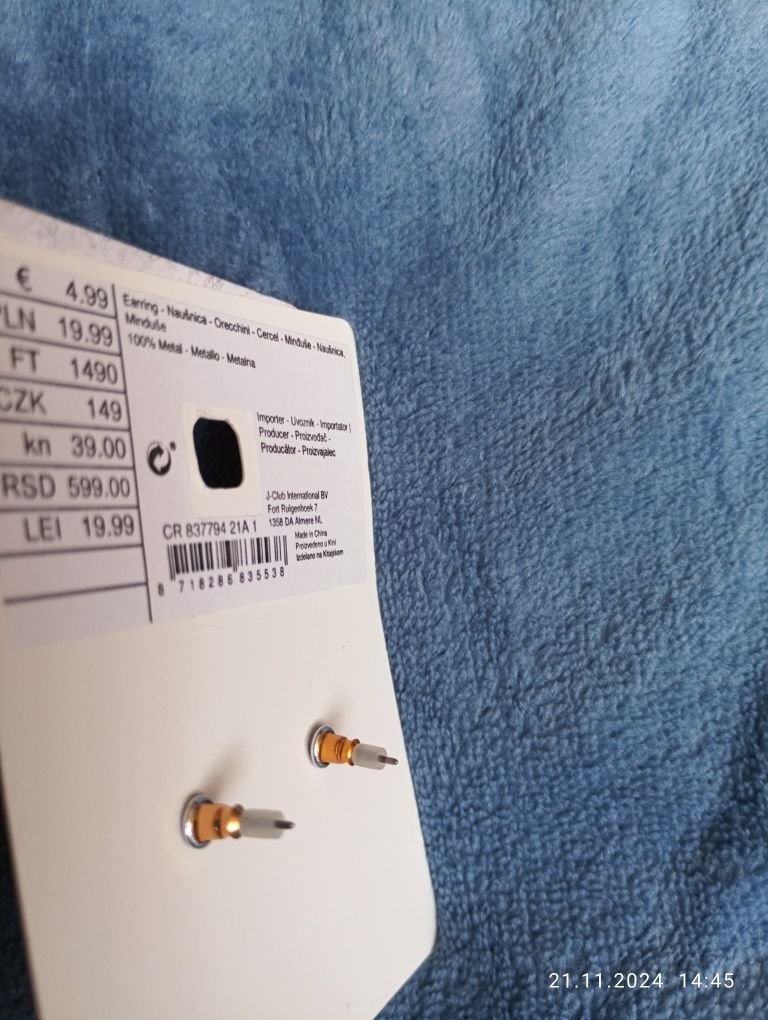 € 4.99
PLN 19.99
FT 1490
CZK 149
kn 39.00
RSD 599.00
LEI 19.99
Earring - Naušnica - Orecchini - Cercel - Minđuše - Naušnica,
Minđuše
100% Metal - Metallo - Metalna
Importer - Uvoznik - Importator |
Producer - Proizvođač -
Producător - Proizvajalec
J-Club International BV
Fort Ruigenhoek 7
1358 DA Almere NL
CR 837794 21A 1
Made in China
Proizvedeno u Kini
Izdelano na Kitajskem
8 718286 835538
21.11.2024 14:45